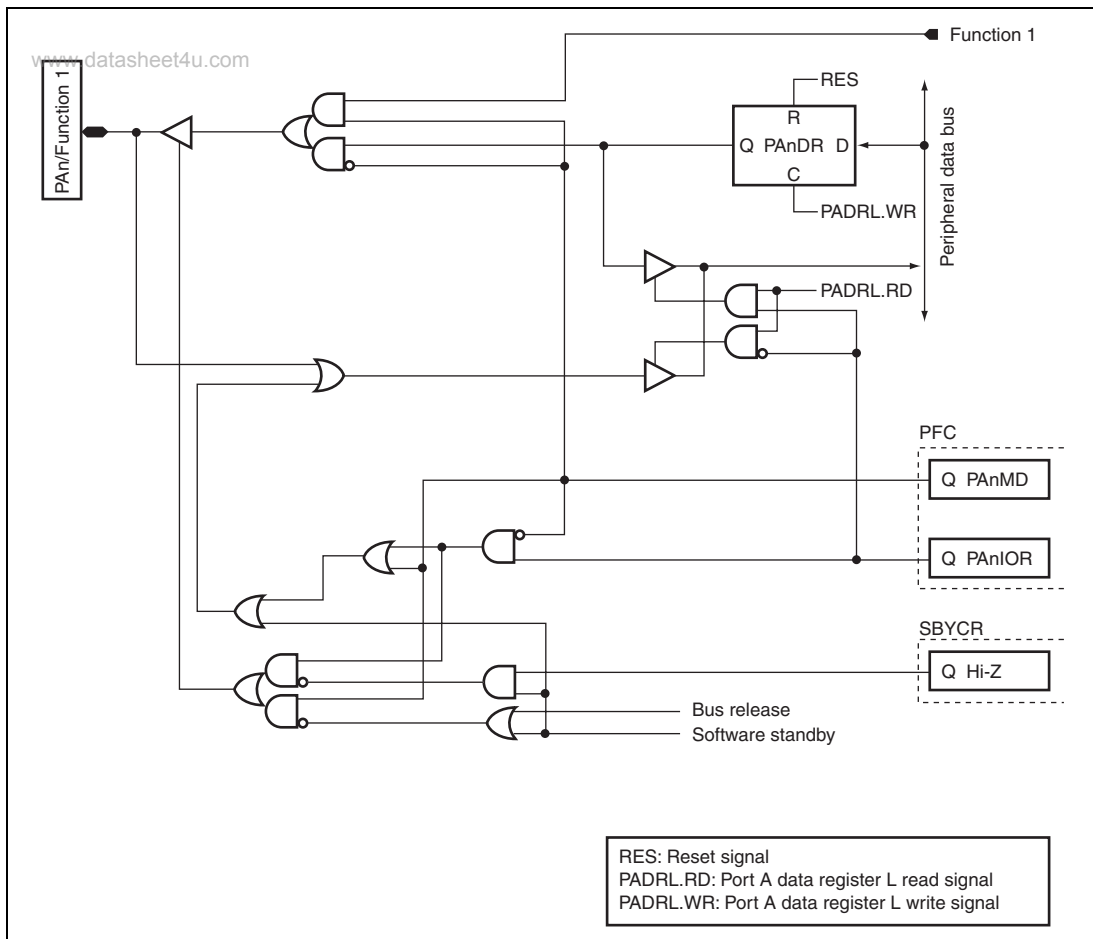 www.datasheet4u.com
Function 1
PAn/Function 1
RES
R
Q PAnDR D
C
PADRL.WR
Peripheral data bus
PADRL.RD
PFC
Q PAnMD
Q PAnIOR
SBYCR
Q Hi-Z
Bus release
Software standby
RES: Reset signal
PADRL.RD: Port A data register L read signal
PADRL.WR: Port A data register L write signal